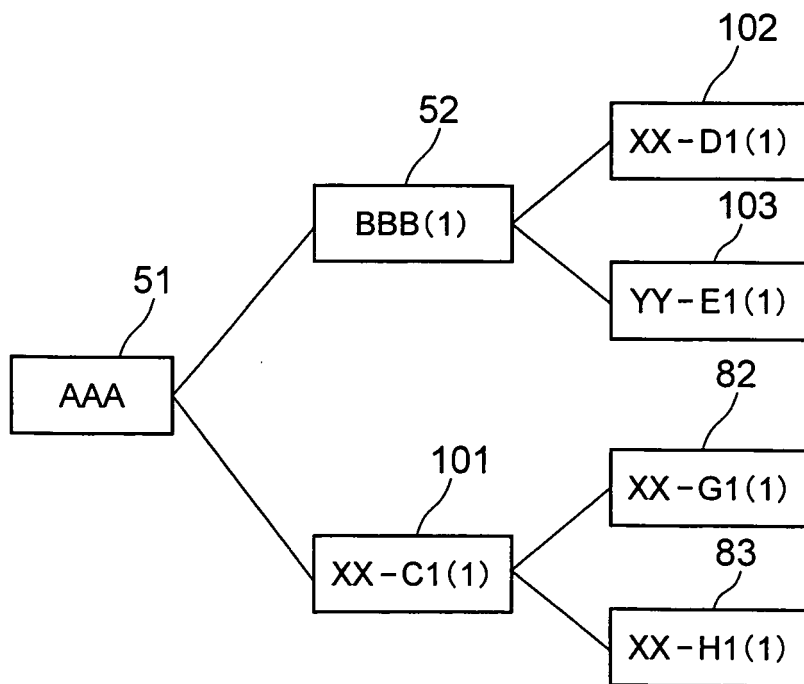 102
XX-D1(1)
52
BBB(1)
103
YY-E1(1)
51
AAA
82
XX-G1(1)
101
XX-C1(1)
83
XX-H1(1)